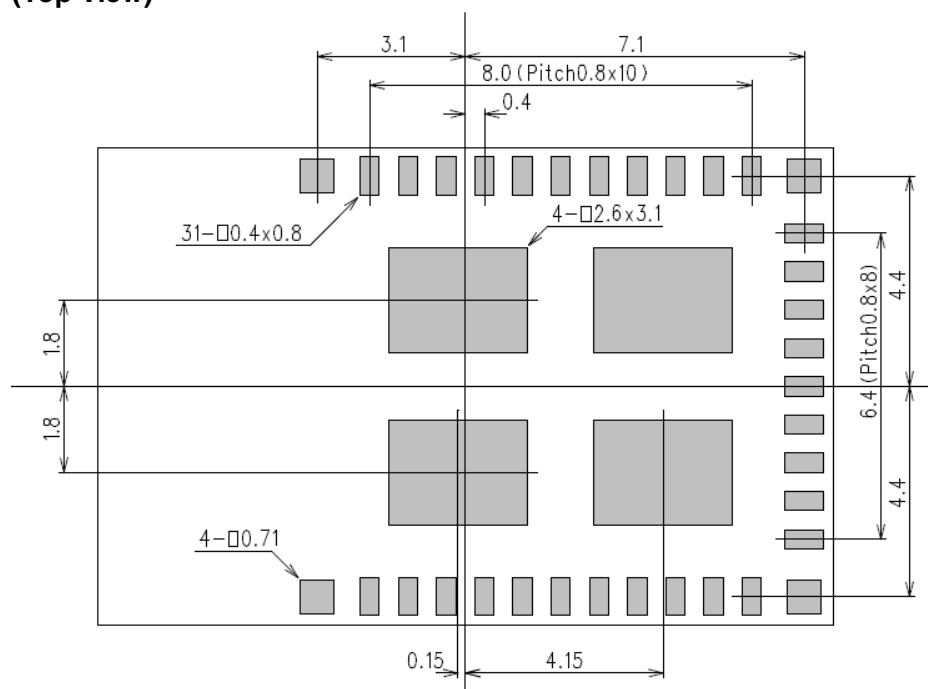 (Top View)
3.1
7.1
8.0 (Pitch0.8x10)
0.4
31-□0.4x0.8
4-□2.6x3.1
1.8
1.8
6.4 (Pitch0.8x8)
4.4
4.4
4-□0.71
0.15
4.15